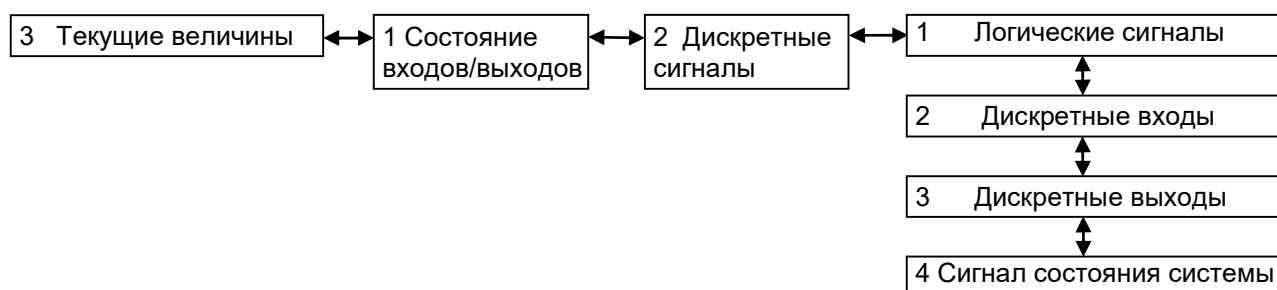 3 Текущие величины
1 Состояние
входов/выходов
2 Дискретные
сигналы
1 Логические сигналы
2 Дискретные входы
3 Дискретные выходы
4 Сигнал состояния системы